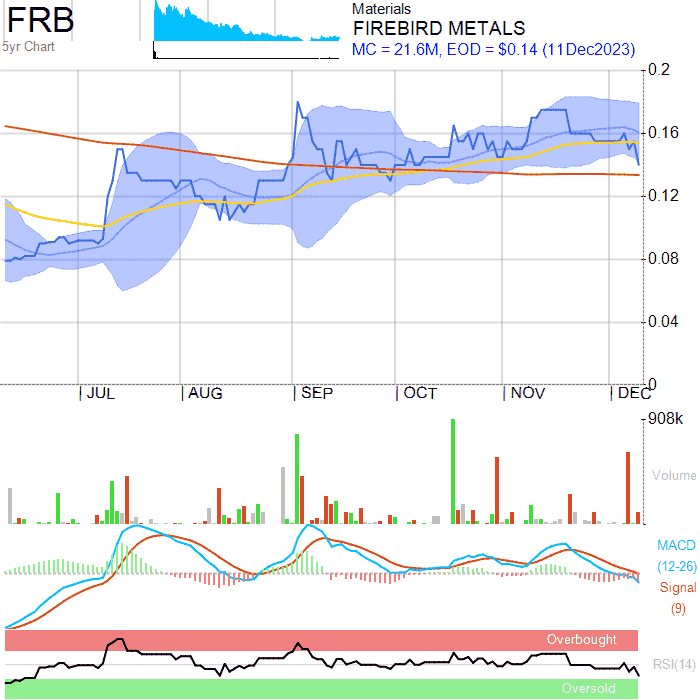 FRB
5yr Chart
Materials
FIREBIRD METALS
MC = 21.6M, EOD = $0.14 (11Dec2023)
0.2
0.16
0.12
0.08
0.04
0
JUL AUG SEP OCT NOV DEC
908k
Volume
MACD
(12-26)
Signal
(9)
Overbought
RSI(14)
Oversold